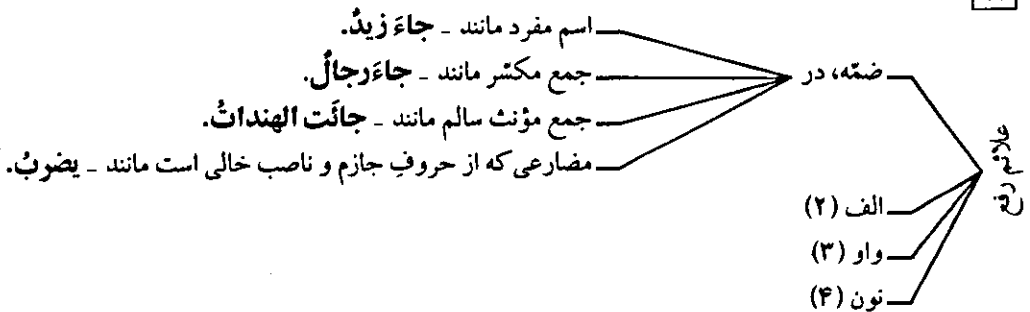 علائم رفع
ضمّه، در
اسم مفرد مانند ـ جاءَ زیدٌ.
جمع مکسّر مانند ـ جاءَ رجالٌ.
جمع مؤنث سالم مانند ـ جائَت الهنداتُ.
مضارعی که از حروفِ جازم و ناصب خالی است مانند ـ یضربُ.
الف (۲)
واو (۳)
نون (۴)